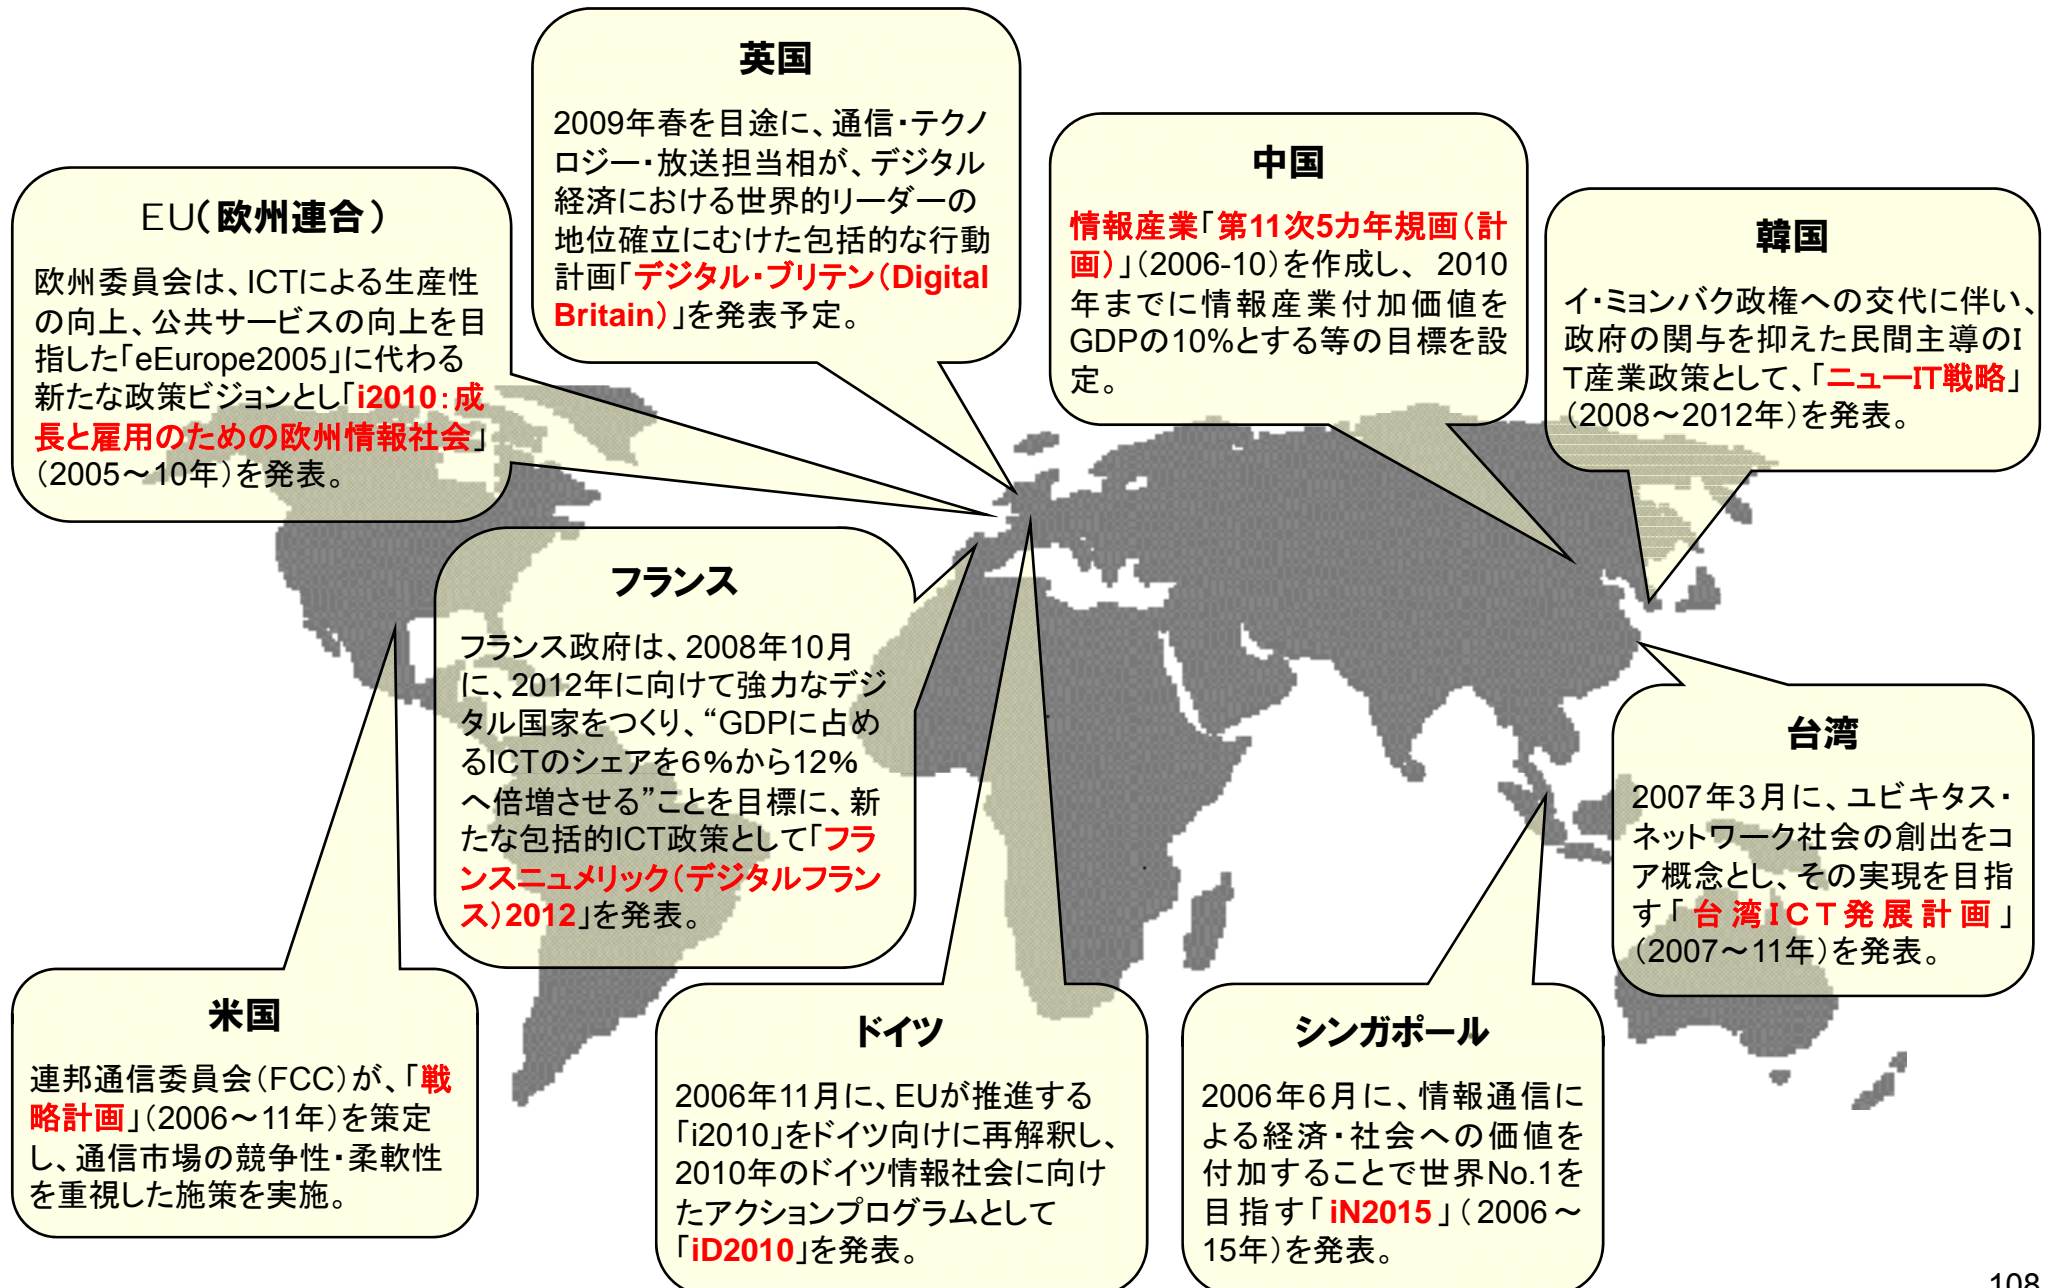 英国
2009年春を目途に、通信・テクノ
ロジー・放送担当相が、デジタル
経済における世界的リーダーの
地位確立にむけた包括的な行動
計画「デジタル・ブリテン（Digital
Britain）」を発表予定。
中国
情報産業「第11次5カ年規画（計
画）」（2006-10）を作成し、 2010
年までに情報産業付加価値を
GDPの10%とする等の目標を設
定。
EU（欧州連合）
欧州委員会は、ICTによる生産性
の向上、公共サービスの向上を目
指した「eEurope2005」に代わる
新たな政策ビジョンとし「i2010：成
長と雇用のための欧州情報社会」
（2005～10年）を発表。
韓国
イ・ミョンバク政権への交代に伴い、
政府の関与を抑えた民間主導のI
T産業政策として、「ニューIT戦略」
（2008～2012年）を発表。
フランス
フランス政府は、2008年10月
に、2012年に向けて強力なデジ
タル国家をつくり、“GDPに占め
るICTのシェアを６％から12％
へ倍増させる”ことを目標に、新
たな包括的ICT政策として「フラ
ンスニュメリック（デジタルフラン
ス）2012」を発表。
台湾
2007年3月に、ユビキタス・
ネットワーク社会の創出をコ
ア概念とし、その実現を目指
す「台湾ＩＣＴ発展計画」
（2007～11年）を発表。
米国
連邦通信委員会（FCC）が、「戦
略計画」（2006～11年）を策定
し、通信市場の競争性・柔軟性
を重視した施策を実施。
ドイツ
2006年11月に、EUが推進する
「i2010」をドイツ向けに再解釈し、
2010年のドイツ情報社会に向け
たアクションプログラムとして
「iD2010」を発表。
シンガポール
2006年6月に、情報通信に
よる経済・社会への価値を
付加することで世界No.1を
目指す「iN2015」（2006～
15年）を発表。
108